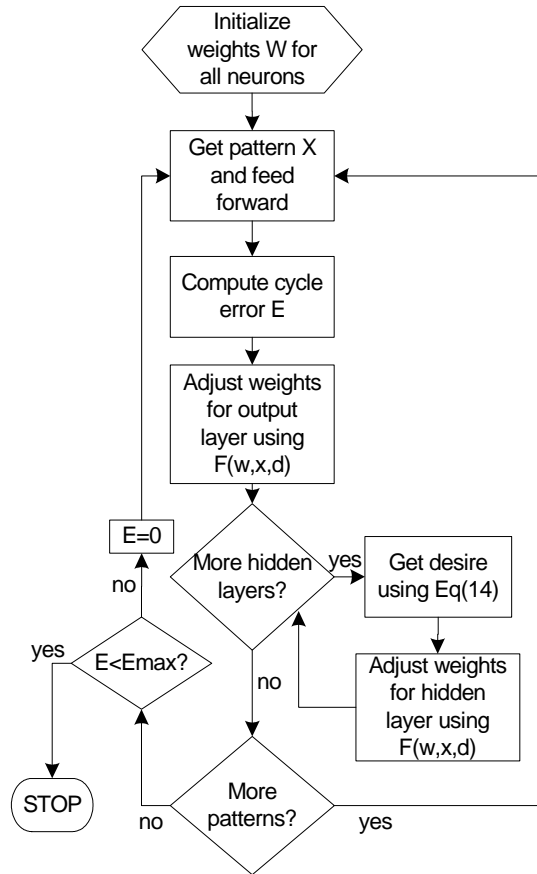 Initialize
weights W for
all neurons
Get pattern X
and feed
forward
Compute cycle
error E
Adjust weights
for output
layer using
F(w,x,d)
E=0
More hidden
layers?
yes
Get desire
using Eq(14)
no
yes
E<Emax?
no
Adjust weights
for hidden
layer using
F(w,x,d)
STOP
no
More
patterns?
yes